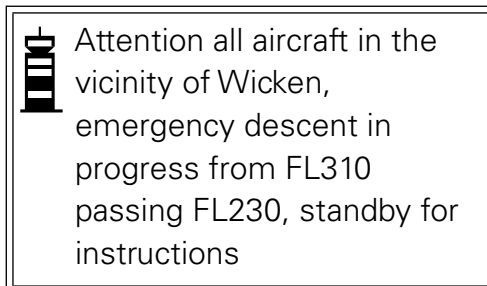 Attention all aircraft in the
vicinity of Wicken,
emergency descent in
progress from FL310
passing FL230, standby for
instructions